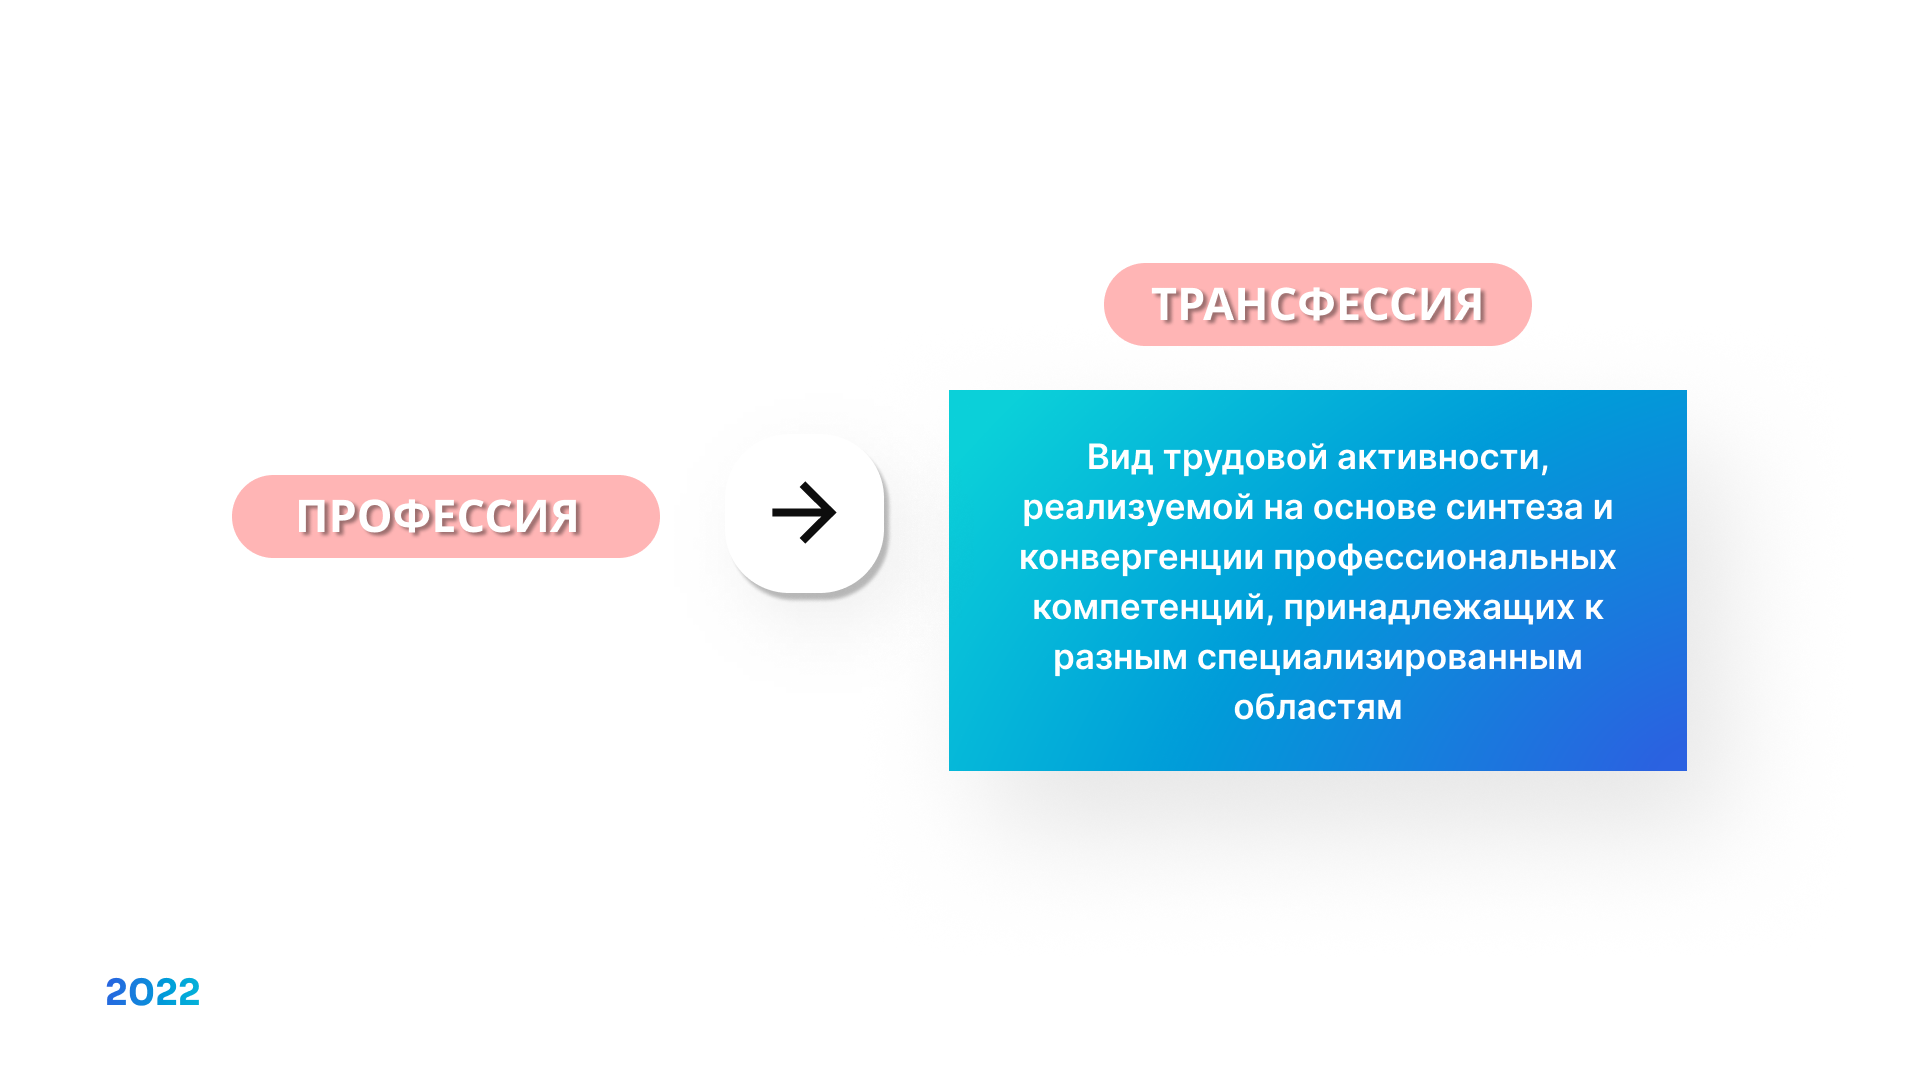 ПРОФЕССИЯ
ТРАНСФЕССИЯ
Вид трудовой активности,
реализуемой на основе синтеза и
конвергенции профессиональных
компетенций, принадлежащих к
разным специализированным
областям
2022